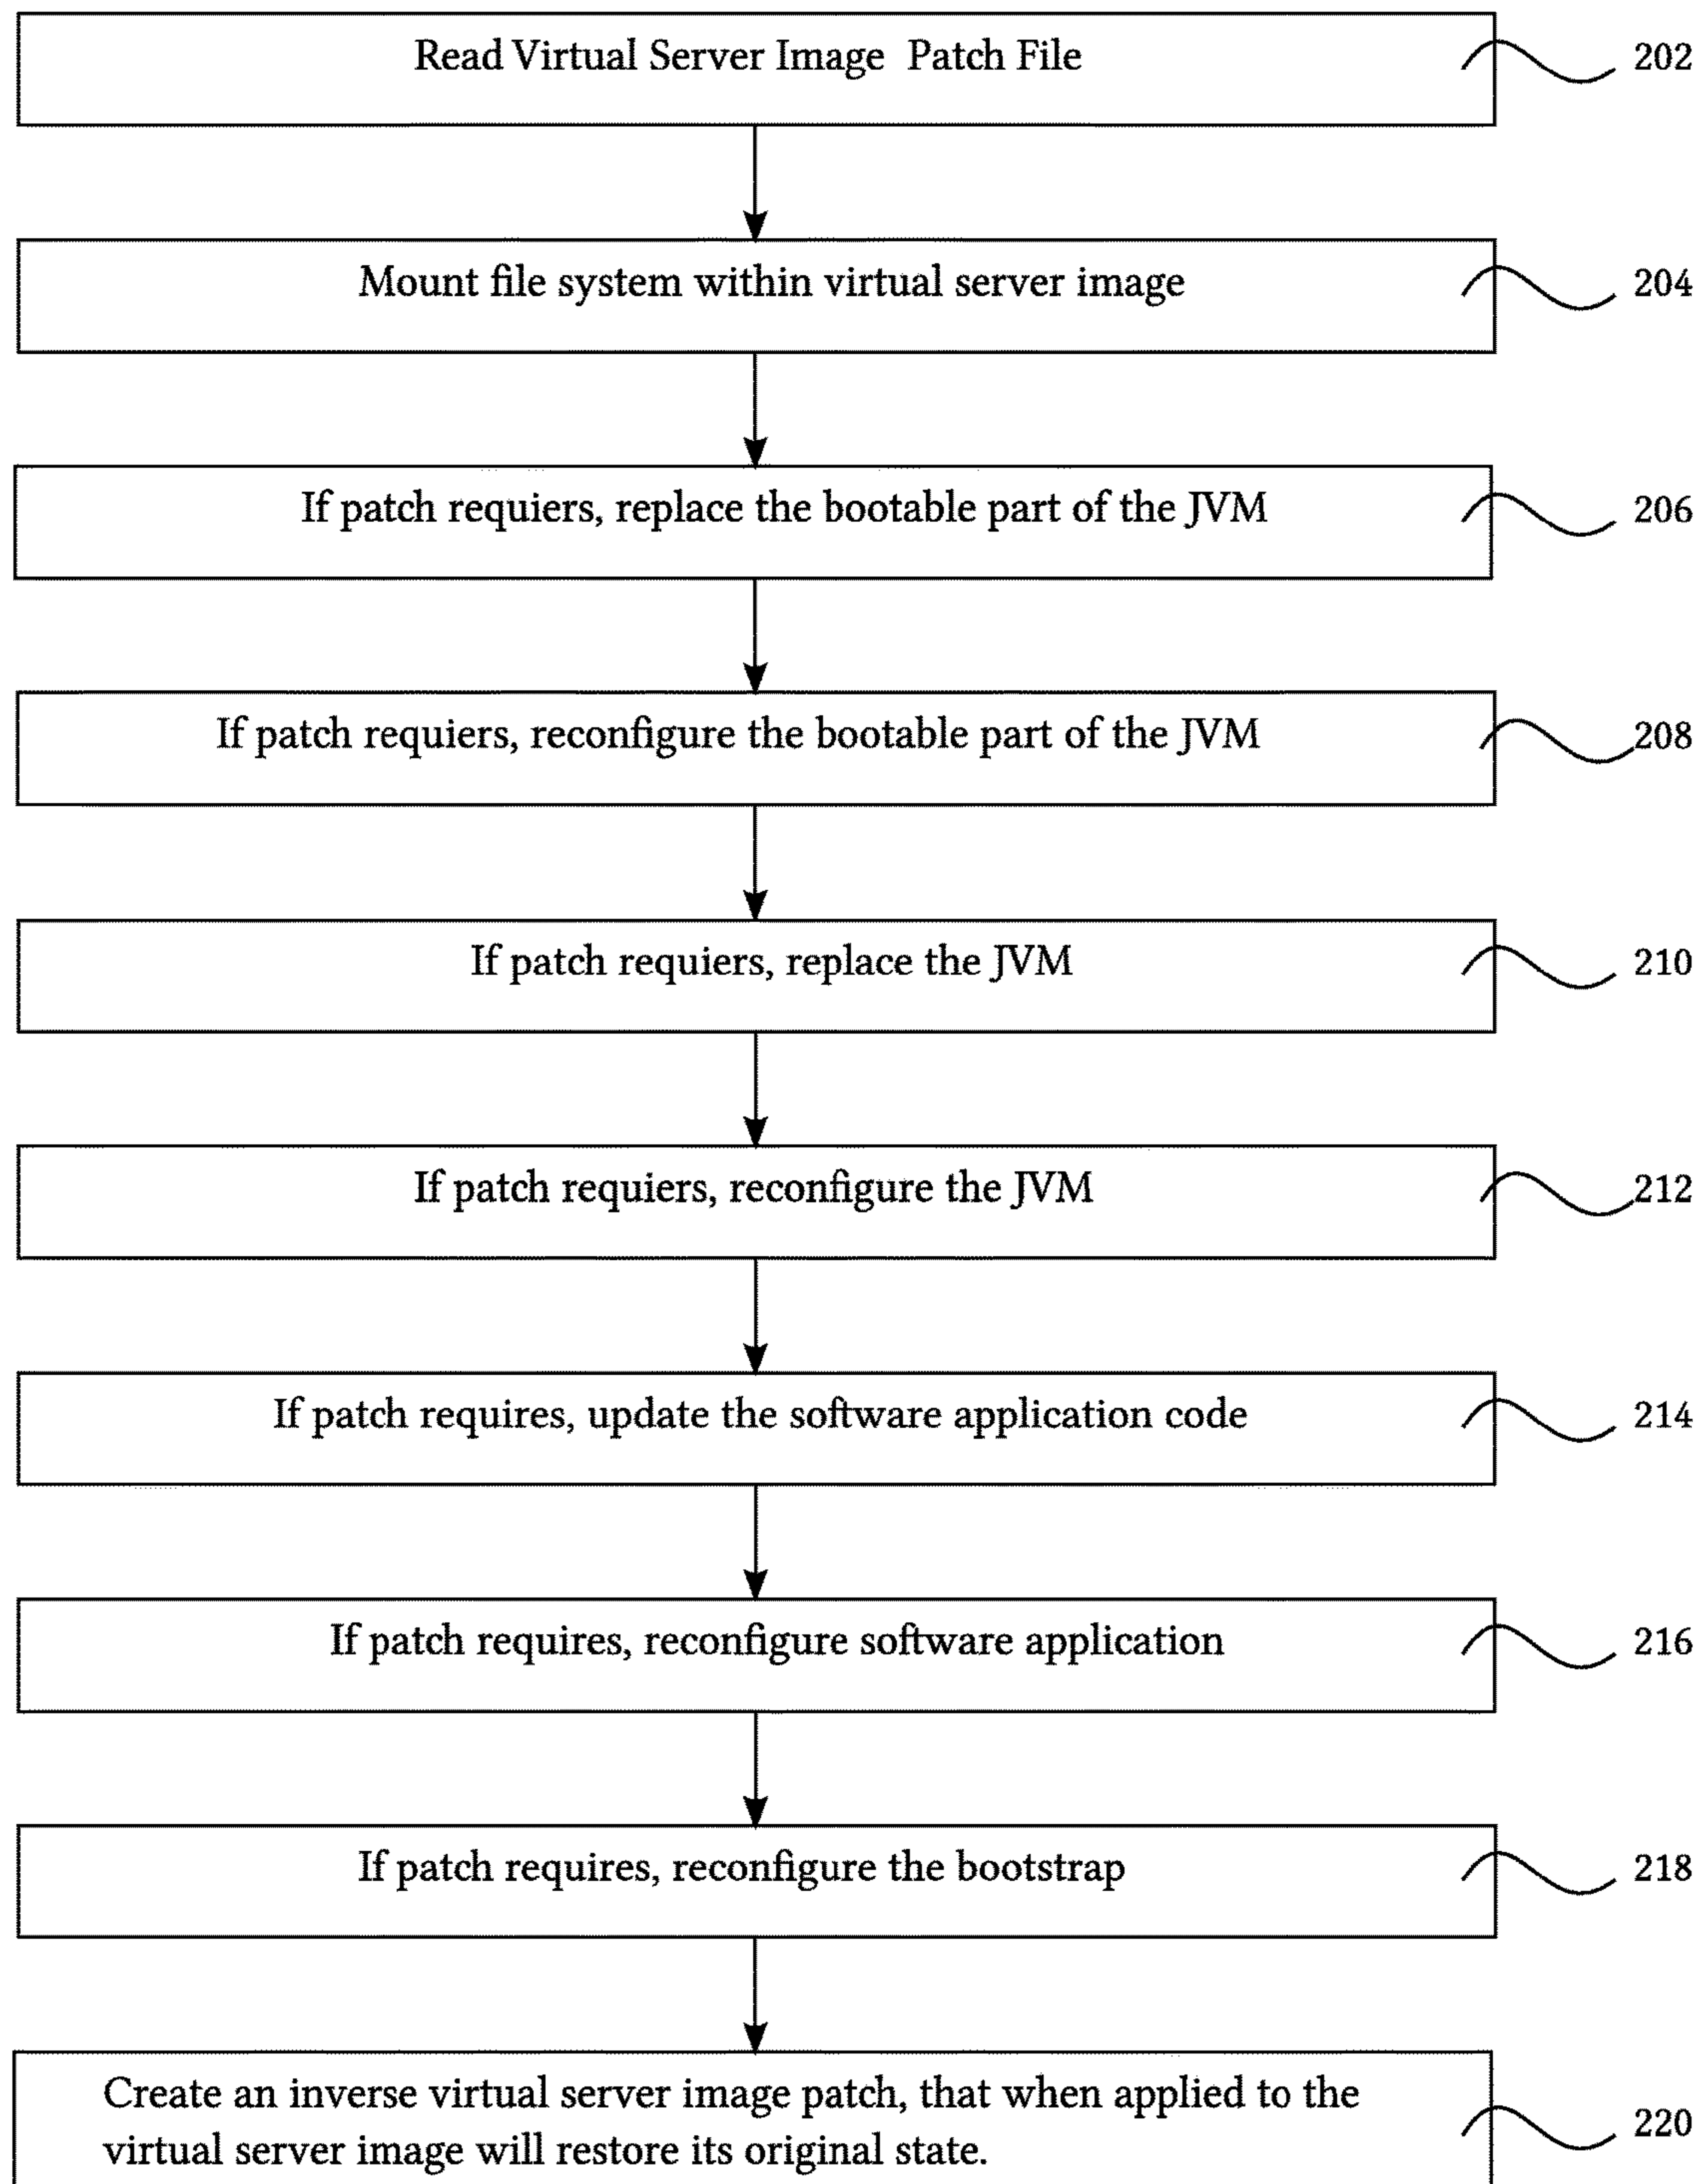 Read Virtual Server Image Patch File 202
Mount file system within virtual server image 204
If patch requiers, replace the bootable part of the JVM 206
If patch requiers, reconfigure the bootable part of the JVM 208
If patch requiers, replace the JVM 210
If patch requiers, reconfigure the JVM 212
If patch requires, update the software application code 214
If patch requires, reconfigure software application 216
If patch requires, reconfigure the bootstrap 218
Create an inverse virtual server image patch, that when applied to the
virtual server image will restore its original state. 220